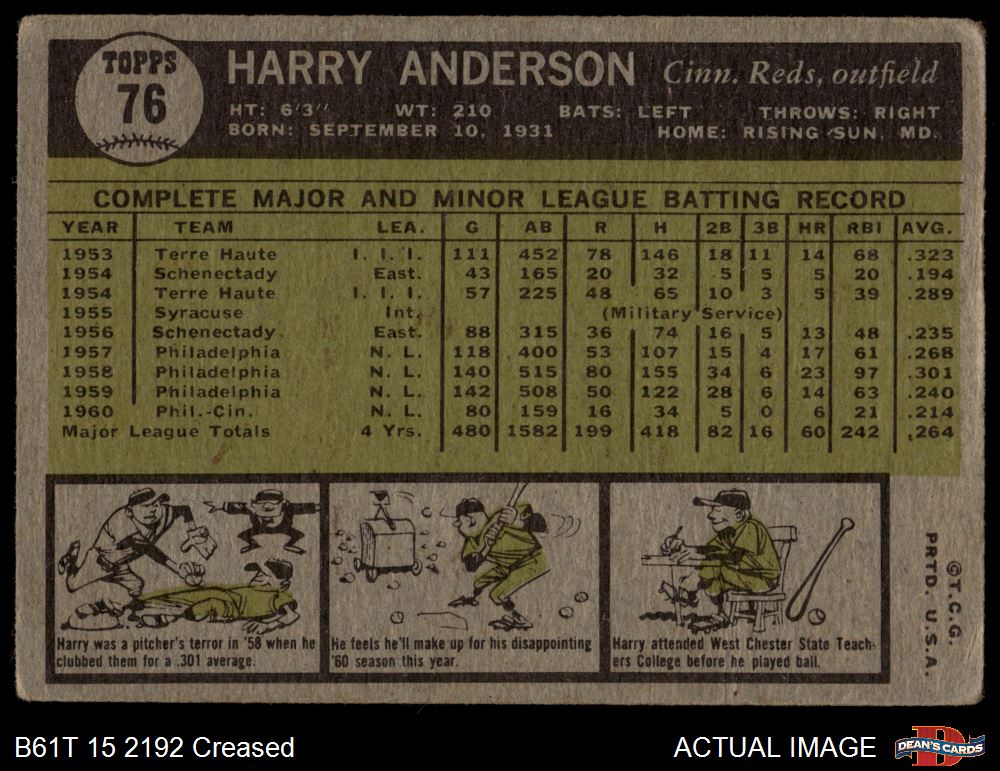 TOPPS
76
HARRY ANDERSON Cinn. Reds, outfield
HT: 6'3" WT: 210 BATS: LEFT THROWS: RIGHT
BORN: SEPTEMBER 10, 1931 HOME: RISING SUN, MD.
COMPLETE MAJOR AND MINOR LEAGUE BATTING RECORD
YEAR TEAM LEA. G AB R H 2B 3B HR RBI AVG.
1953 Terre Haute I. I. I. 111 452 78 146 18 11 14 68 .323
1954 Schenectady East. 43 165 20 32 5 5 5 20 .194
1954 Terre Haute I. I. I. 57 225 48 65 10 3 5 39 .289
1955 Syracuse Int. (Military Service)
1956 Schenectady East. 88 315 36 74 16 5 13 48 .235
1957 Philadelphia N. L. 118 400 53 107 15 4 17 61 .268
1958 Philadelphia N. L. 140 515 80 155 34 6 23 97 .301
1959 Philadelphia N. L. 142 508 50 122 28 6 14 63 .240
1960 Phil.-Cin. N. L. 80 159 16 34 5 0 6 21 .214
Major League Totals 4 Yrs. 480 1582 199 418 82 16 60 242 .264
Harry was a pitcher's terror in '58 when he
clubbed them for a .301 average.
He feels he'll make up for his disappointing
'60 season this year.
Harry attended West Chester State Teach-
ers College before he played ball.
©T.C.G.
PRTD. U.S.A.
B61T 15 2192 Creased
ACTUAL IMAGE
DEAN'S CARDS